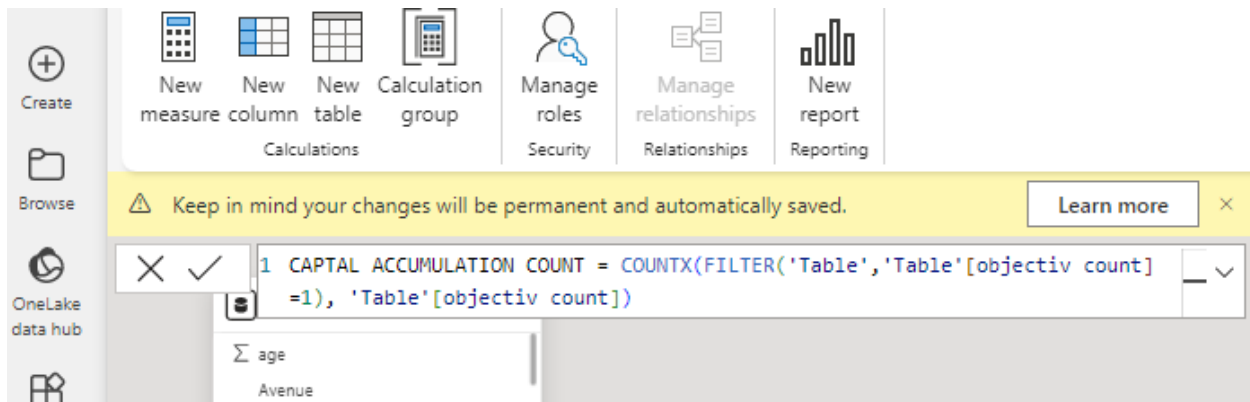 Create
Browse
OneLake
data hub
New
measure
New
column
New
table
Calculation
group
Calculations
Manage
roles
Security
Manage
relationships
Relationships
New
report
Reporting
Keep in mind your changes will be permanent and automatically saved.
Learn more
1 CAPTAL ACCUMULATION COUNT = COUNTX(FILTER('Table','Table'[objectiv count]
=1), 'Table'[objectiv count])
Σ age
Avenue